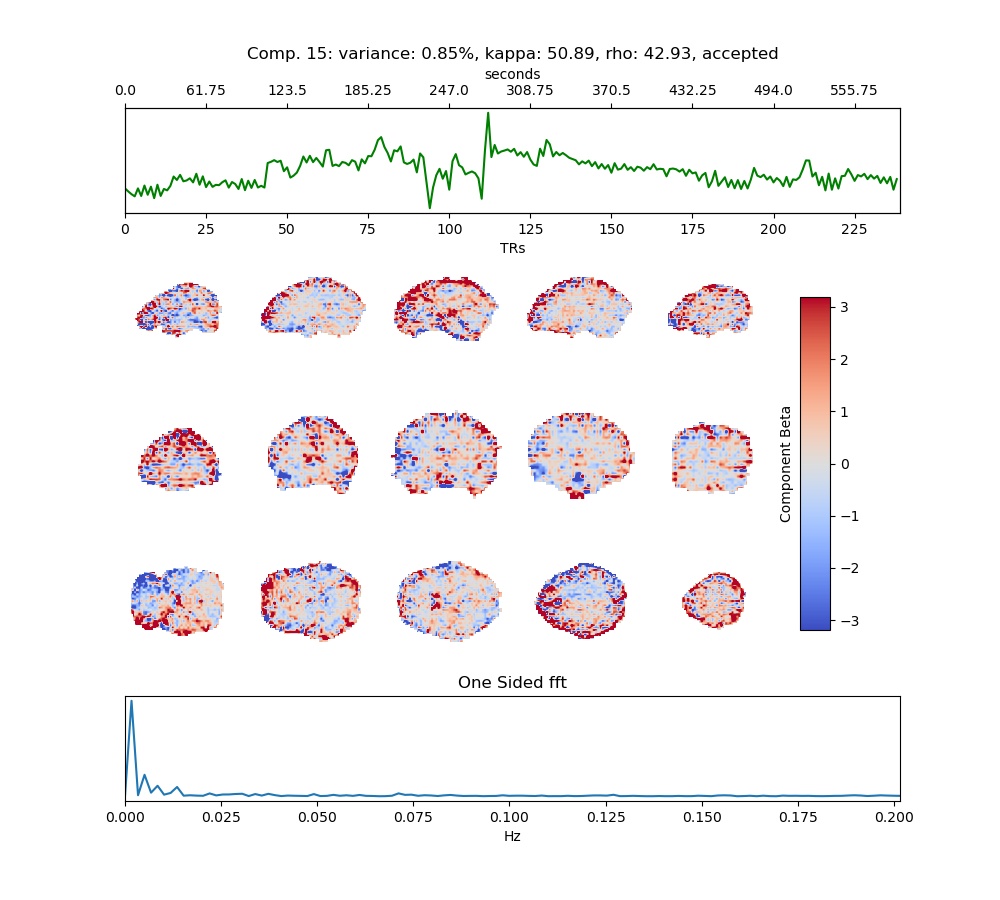 Comp. 15: variance: 0.85%, kappa: 50.89, rho: 42.93, accepted
seconds
0.0 61.75 123.5 185.25 247.0 308.75 370.5 432.25 494.0 555.75
0 25 50 75 100 125 150 175 200 225
TRs
3
2
1
0
−1
−2
−3
Component Beta
One Sided fft
0.000 0.025 0.050 0.075 0.100 0.125 0.150 0.175 0.200
Hz